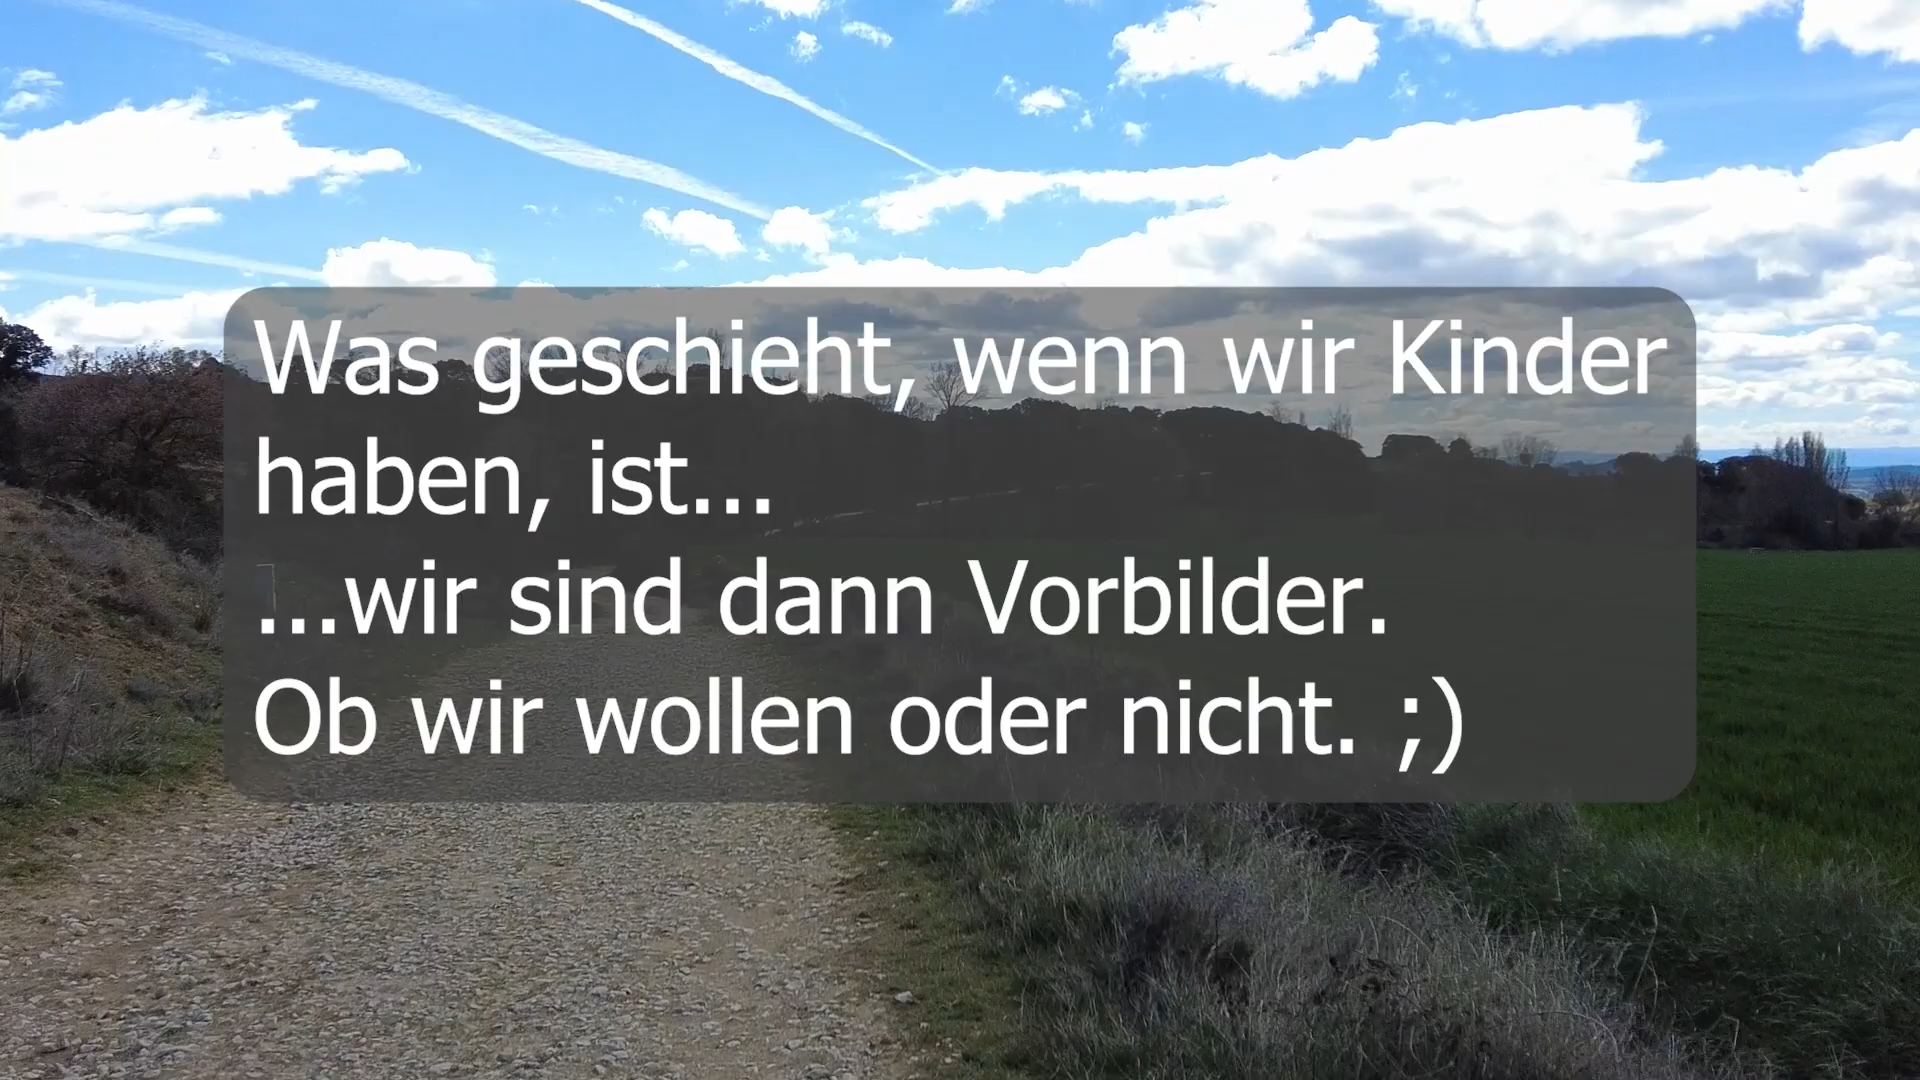 Was geschieht, wenn wir Kinder
haben, ist...
...wir sind dann Vorbilder.
Ob wir wollen oder nicht. ;)